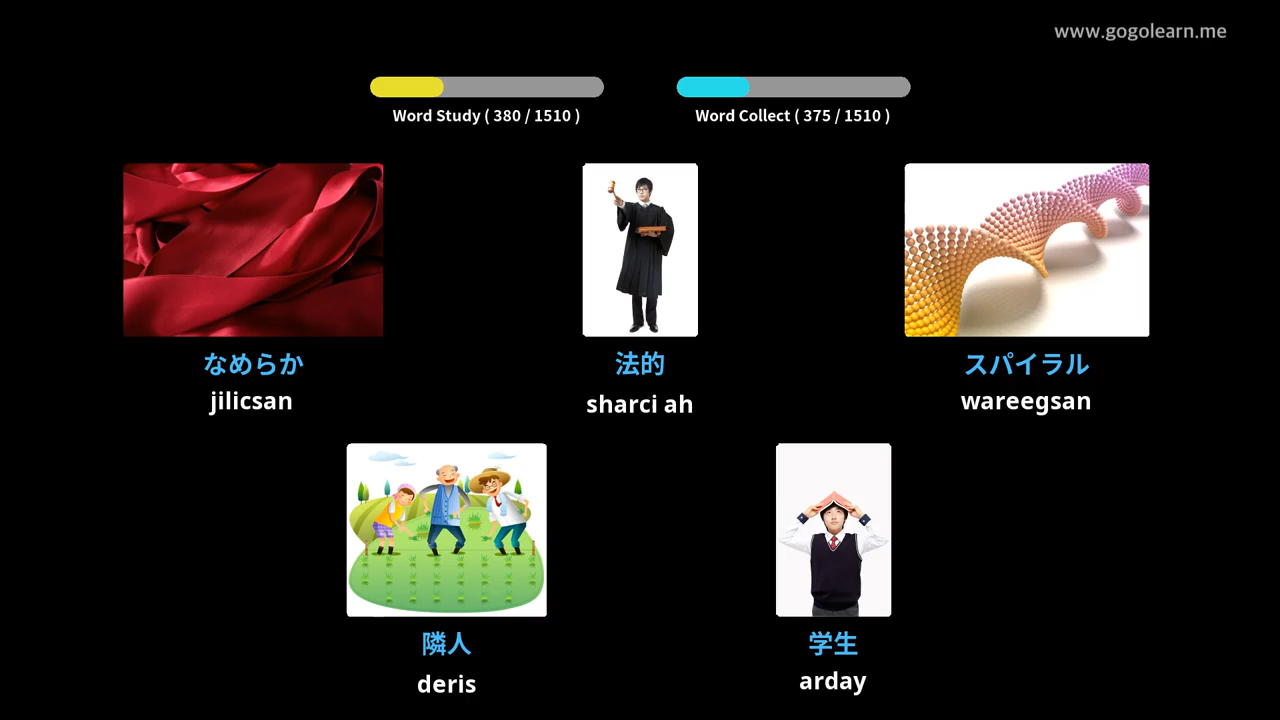 www.gogolearn.me
Word Study ( 380 / 1510 )
Word Collect ( 375 / 1510 )
なめらか
jilicsan
法的
sharci ah
スパイラル
wareegsan
隣人
deris
学生
arday